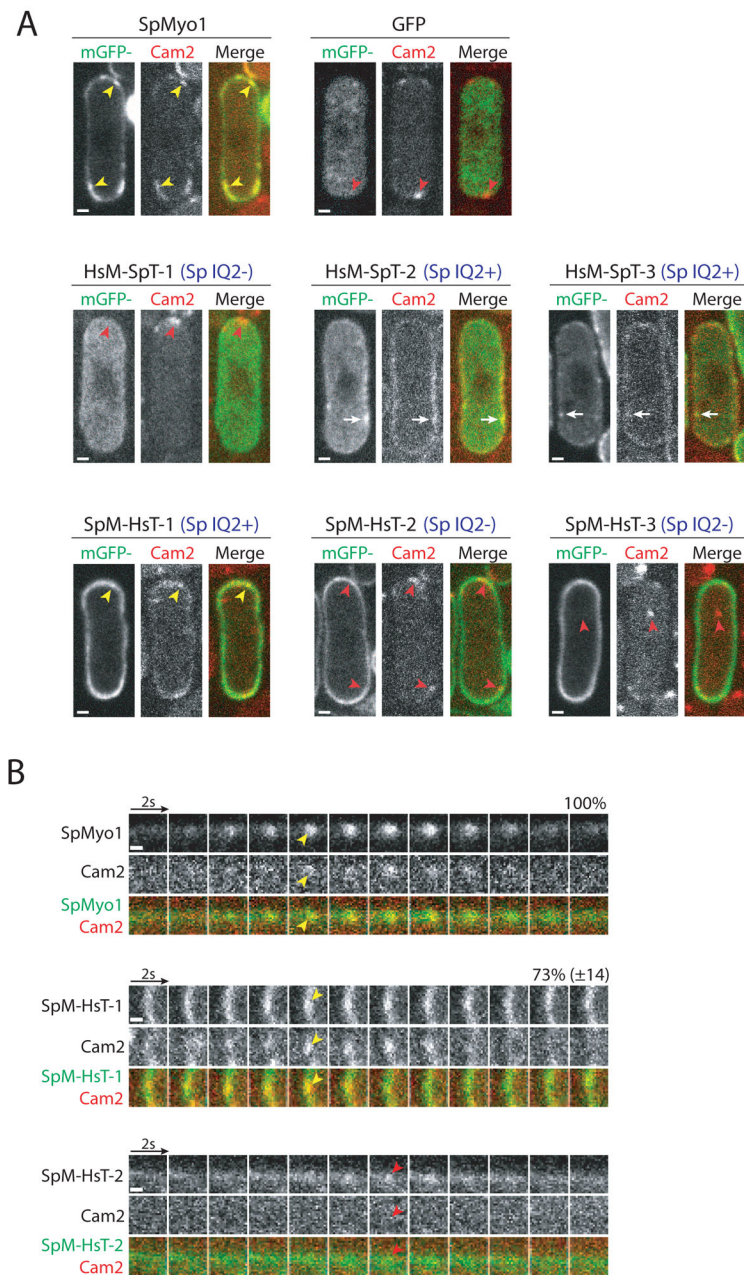 A
SpMyo1 GFP
mGFP- Cam2 Merge mGFP- Cam2 Merge
HsM-SpT-1 (Sp IQ2-) HsM-SpT-2 (Sp IQ2+) HsM-SpT-3 (Sp IQ2+)
mGFP- Cam2 Merge mGFP- Cam2 Merge mGFP- Cam2 Merge
SpM-HsT-1 (Sp IQ2+) SpM-HsT-2 (Sp IQ2-) SpM-HsT-3 (Sp IQ2-)
mGFP- Cam2 Merge mGFP- Cam2 Merge mGFP- Cam2 Merge
B
2s 100%
SpMyo1
Cam2
SpMyo1
Cam2
2s 73% (±14)
SpM-HsT-1
Cam2
SpM-HsT-1
Cam2
2s
SpM-HsT-2
Cam2
SpM-HsT-2
Cam2